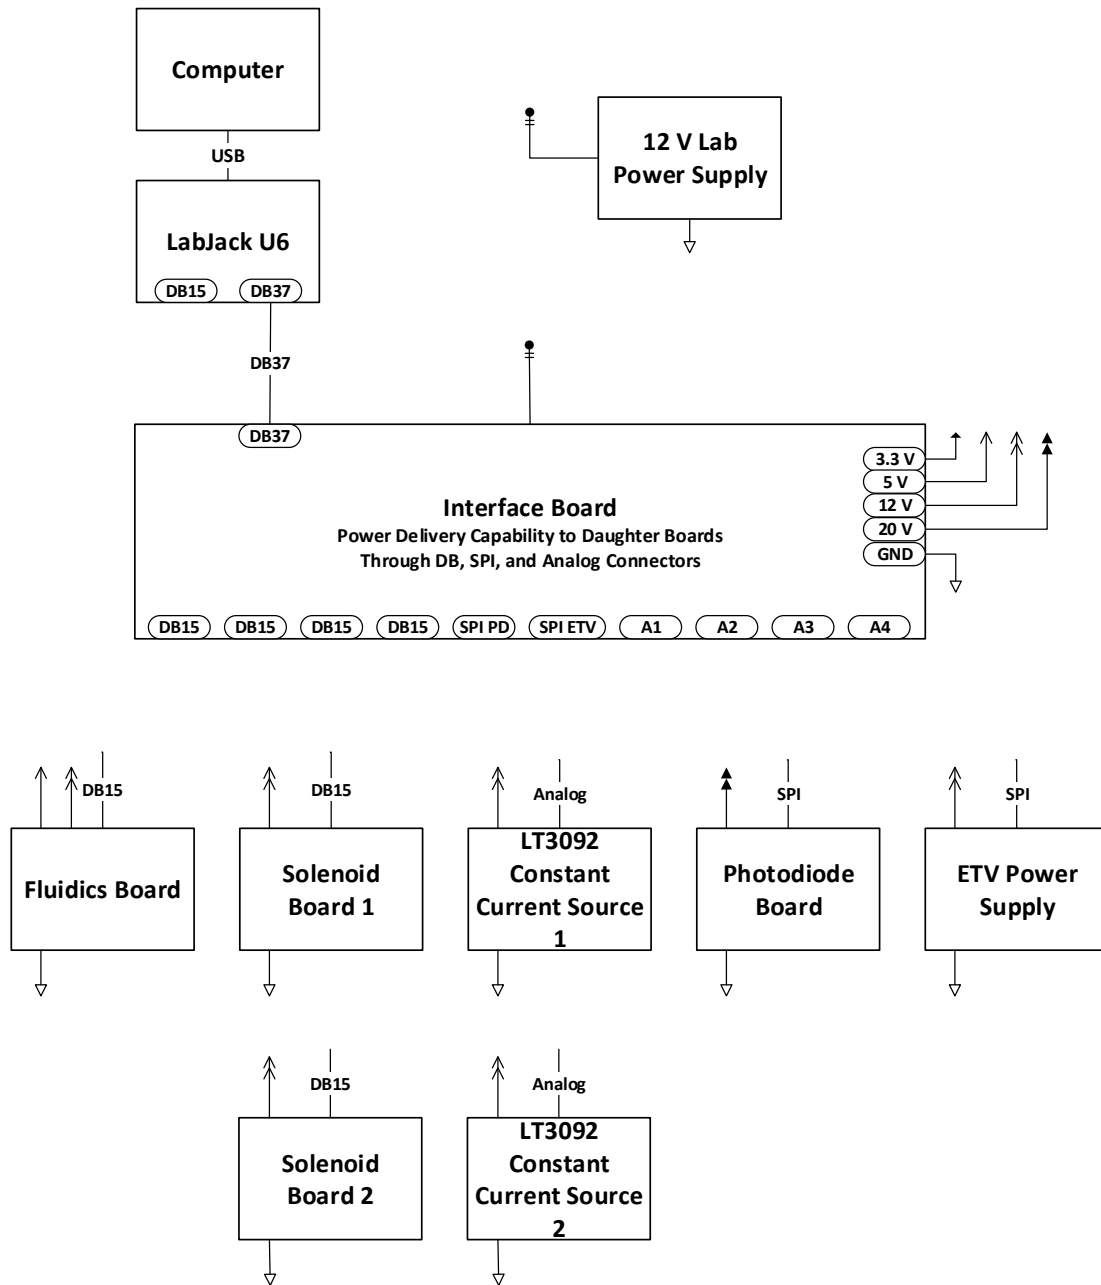 Computer
USB
LabJack U6
DB15
DB37
12 V Lab
Power Supply
DB37
DB37
Interface Board
Power Delivery Capability to Daughter Boards
Through DB, SPI, and Analog Connectors
3.3 V
5 V
12 V
20 V
GND
DB15
DB15
DB15
DB15
SPI PD
SPI ETV
A1
A2
A3
A4
DB15
Fluidics Board
DB15
Solenoid
Board 1
Analog
LT3092
Constant
Current Source
1
SPI
Photodiode
Board
SPI
ETV Power
Supply
DB15
Solenoid
Board 2
Analog
LT3092
Constant
Current Source
2